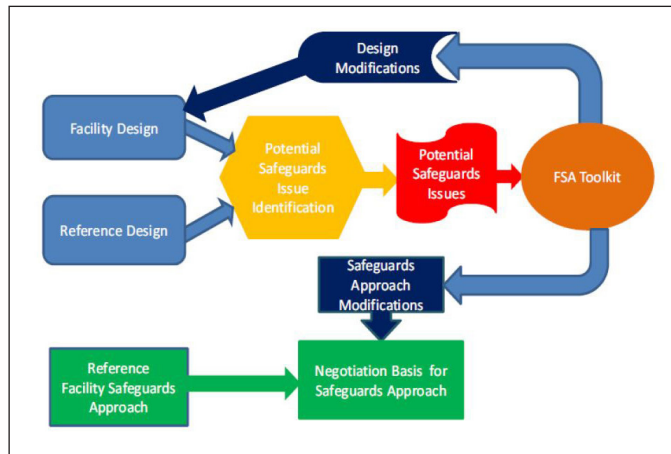 Design
Modifications
Facility Design
Potential
Safeguards
Issue
Identification
Potential
Safeguards
Issues
FSA Toolkit
Reference Design
Safeguards
Approach
Modifications
Reference
Facility Safeguards
Approach
Negotiation Basis for
Safeguards Approach